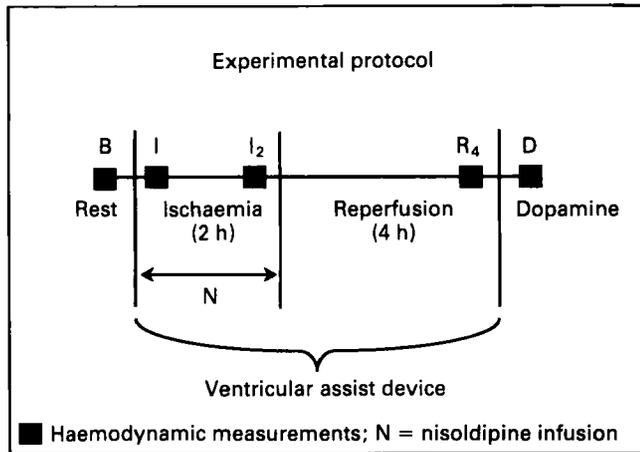 Experimental protocol
B I I₂ R₄ D
Rest Ischaemia Reperfusion Dopamine
(2 h) (4 h)
N
Ventricular assist device
Haemodynamic measurements; N = nisoldipine infusion